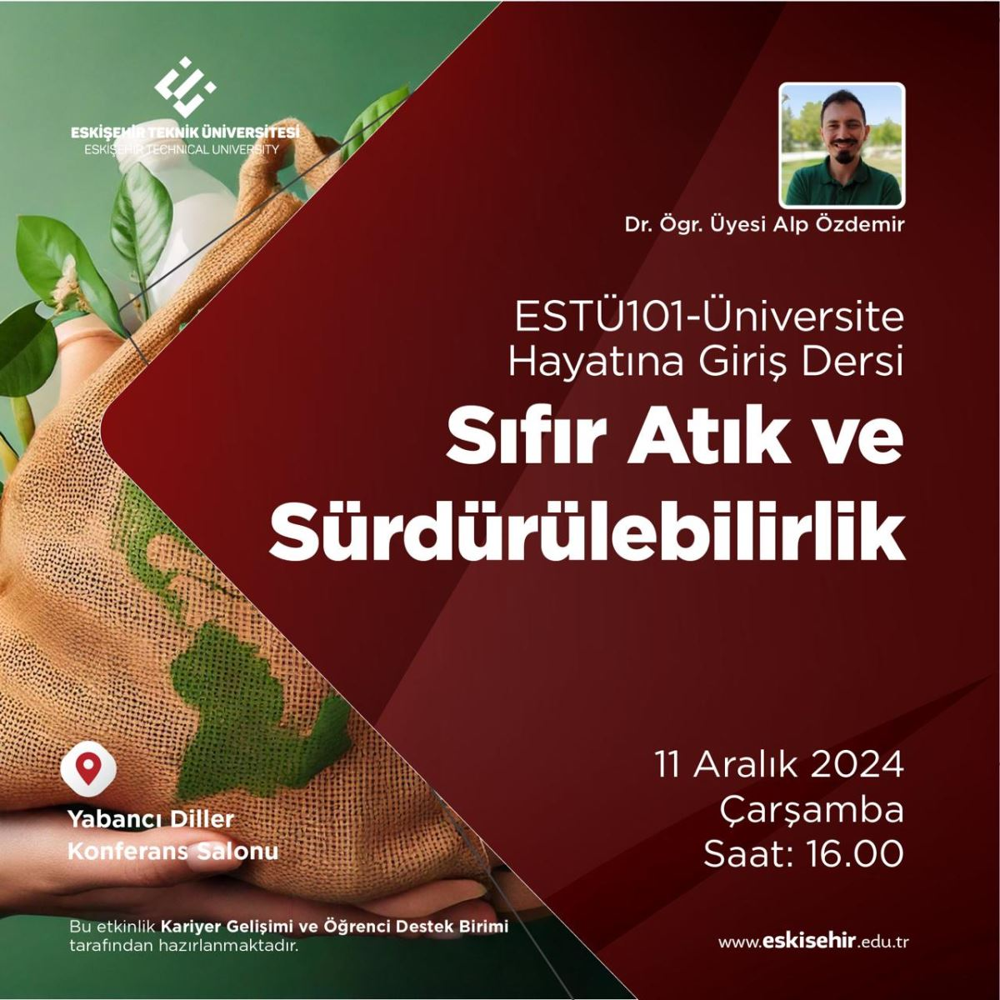 ESKİŞEHİR TEKNİK ÜNİVERSİTESİ
ESKİŞEHİR TECHNICAL UNIVERSITY
Dr. Ögr. Üyesi Alp Özdemir
ESTÜ101-Üniversite
Hayatına Giriş Dersi
Sıfır Atık ve
Sürdürülebilirlik
11 Aralık 2024
Çarşamba
Saat: 16.00
Yabancı Diller
Konferans Salonu
Bu etkinlik Kariyer Gelişimi ve Öğrenci Destek Birimi
tarafından hazırlanmaktadır.
www.eskisehir.edu.tr